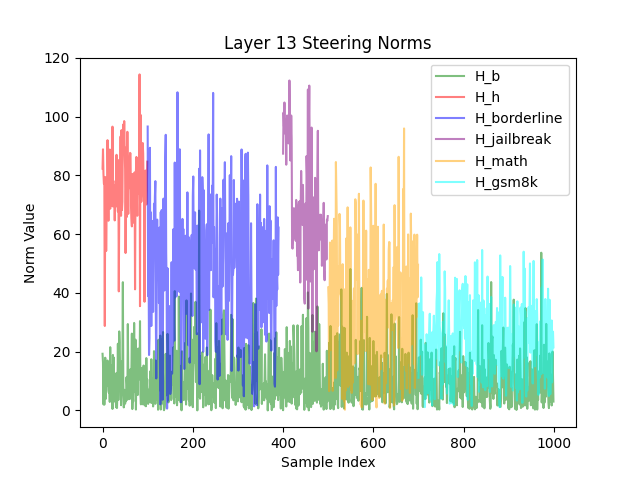 Layer 13 Steering Norms
120
100
80
60
40
20
0
Norm Value
H_b
H_h
H_borderline
H_jailbreak
H_math
H_gsm8k
0 200 400 600 800 1000
Sample Index